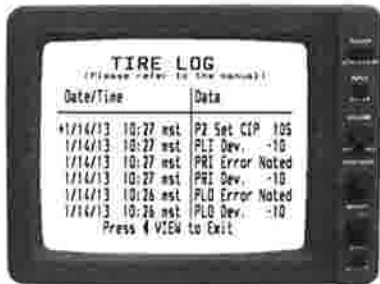 TIRE LOG
(Please refer to the manual)
Date/Time Data
*1/14/13 10:27 mst P2 Set CIP 105
1/14/13 10:27 mst PLI Dev. -10
1/14/13 10:27 mst PRI Error Noted
1/14/13 10:27 mst PRI Dev. -10
1/14/13 10:26 mst PLO Error Noted
1/14/13 10:26 mst PLO Dev. -10
Press VIEW to Exit